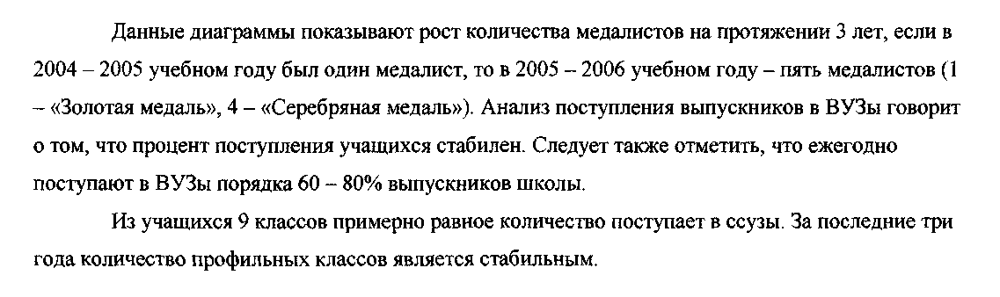 Данные диаграммы показывают рост количества медалистов на протяжении 3 лет, если в
2004 – 2005 учебном году был один медалист, то в 2005 – 2006 учебном году – пять медалистов (1
– «Золотая медаль», 4 – «Серебряная медаль»). Анализ поступления выпускников в ВУЗы говорит
о том, что процент поступления учащихся стабилен. Следует также отметить, что ежегодно
поступают в ВУЗы порядка 60 – 80% выпускников школы.
Из учащихся 9 классов примерно равное количество поступает в ссузы. За последние три
года количество профильных классов является стабильным.